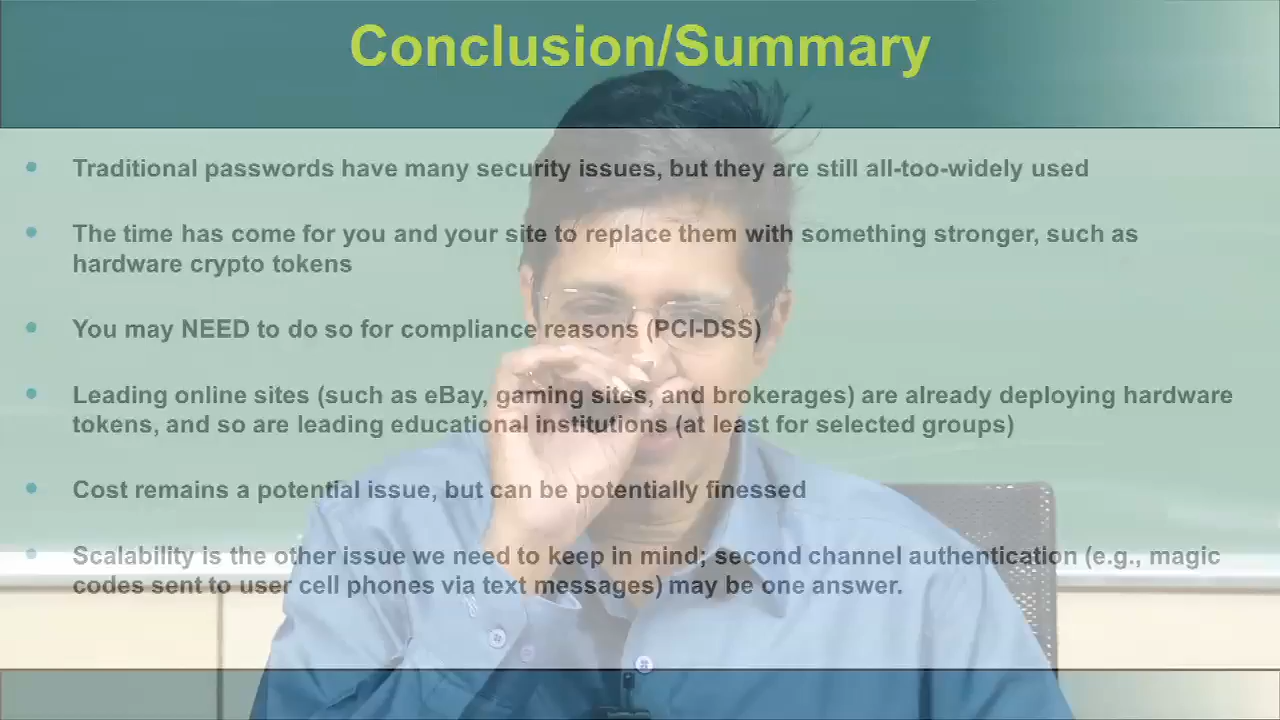 Conclusion/Summary
Traditional passwords have many security issues, but they are still all-too-widely used
The time has come for you and your site to replace them with something stronger, such as
hardware crypto tokens
You may NEED to do so for compliance reasons (PCI-DSS)
Leading online sites (such as eBay, gaming sites, and brokerages) are already deploying hardware
tokens, and so are leading educational institutions (at least for selected groups)
Cost remains a potential issue, but can be potentially finessed
Scalability is the other issue we need to keep in mind; second channel authentication (e.g., magic
codes sent to user cell phones via text messages) may be one answer.